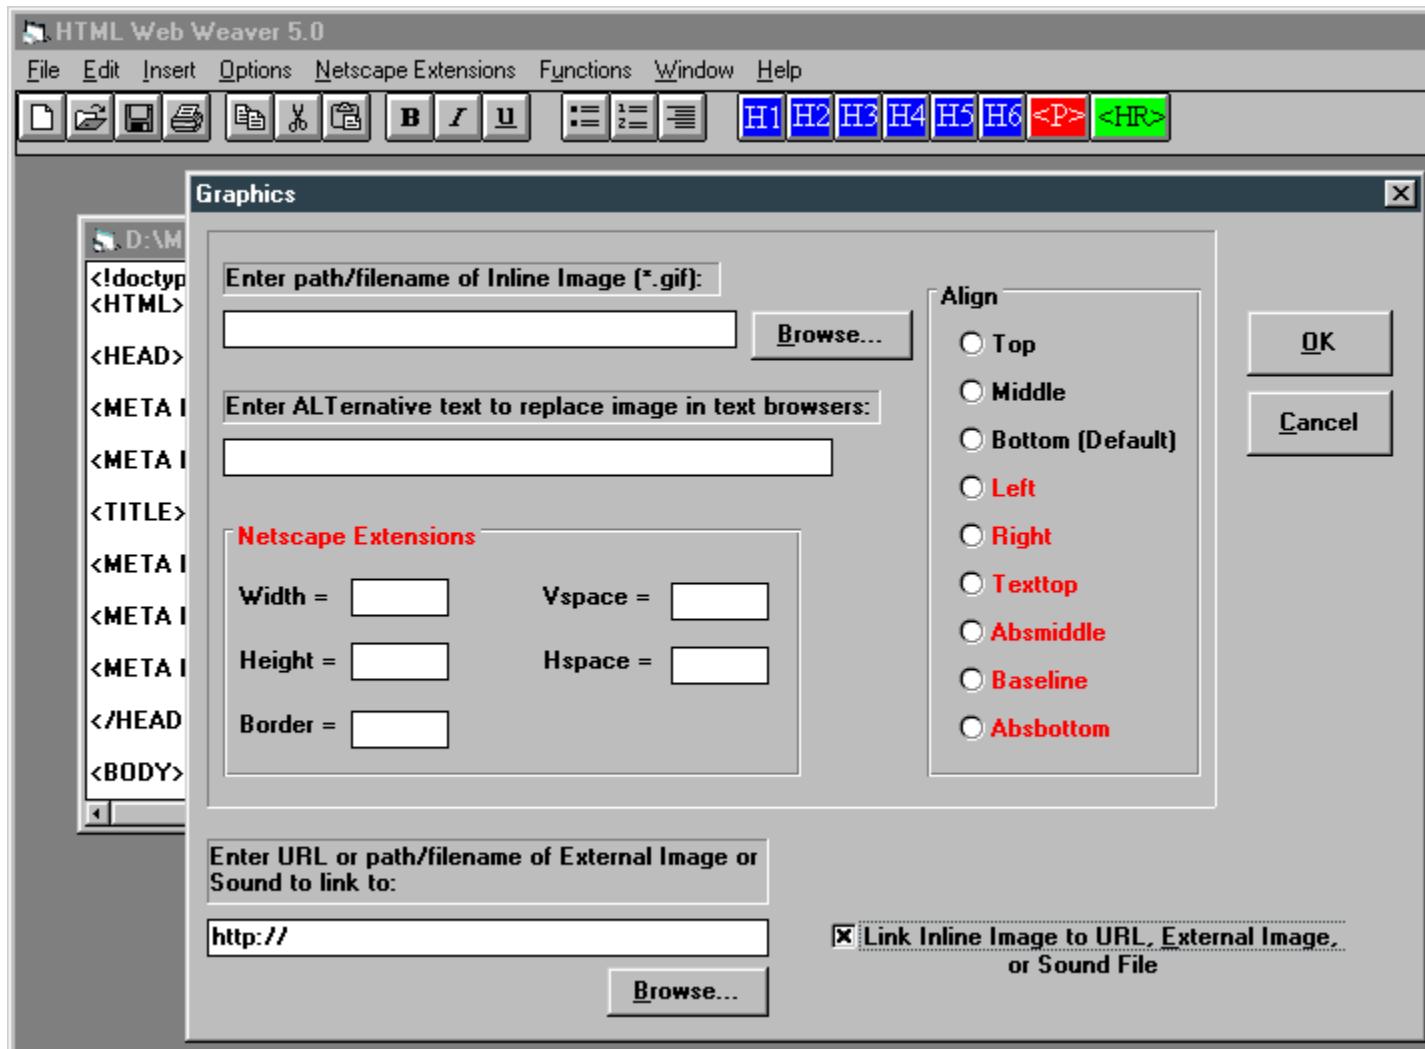 HTML Web Weaver 5.0
File Edit Insert Options Netscape Extensions Functions Window Help
B I U H1 H2 H3 H4 H5 H6 <P> <HR>
Graphics
D:\M
<!doctyp
<HTML>
<HEAD>
<META
<META
<TITLE>
<META
<META
<META
</HEAD
<BODY>
Enter path/filename of Inline Image (*.gif):
Browse...
Enter ALTernative text to replace image in text browsers:
Netscape Extensions
Width =
Vspace =
Height =
Hspace =
Border =
Align
Top
Middle
Bottom (Default)
Left
Right
Texttop
Absmiddle
Baseline
Absbottom
OK
Cancel
Enter URL or path/filename of External Image or
Sound to link to:
http://
Browse...
Link Inline Image to URL, External Image,
or Sound File